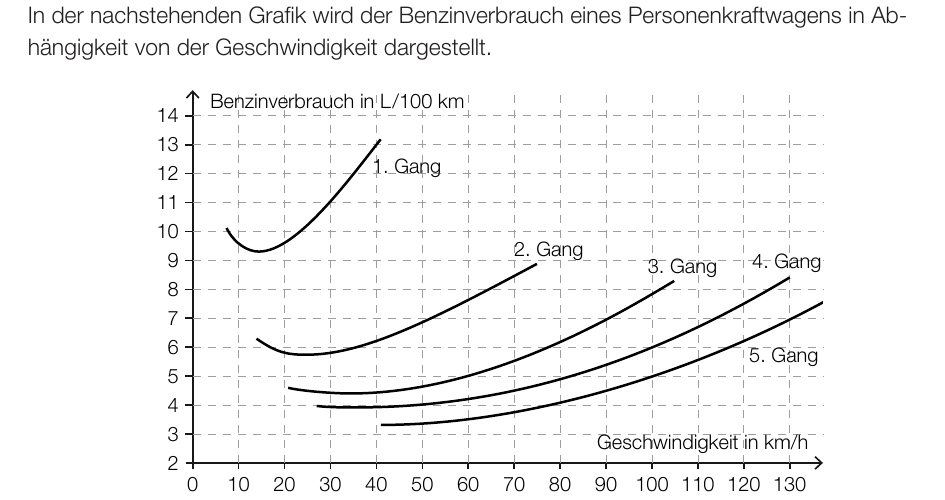 In der nachstehenden Grafik wird der Benzinverbrauch eines Personenkraftwagens in Ab-
hängigkeit von der Geschwindigkeit dargestellt.
Benzinverbrauch in L/100 km
14
13
1. Gang
12
11
10
2. Gang
9
3. Gang
4. Gang
8
7
6
5. Gang
5
4
3
Geschwindigkeit in km/h
2
0 10 20 30 40 50 60 70 80 90 100 110 120 130